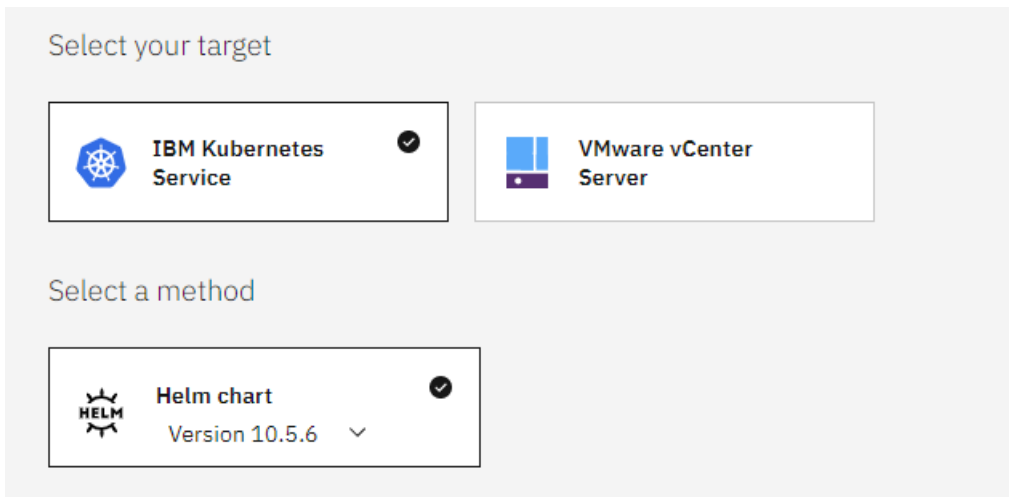 Select your target
IBM Kubernetes
Service
VMware vCenter
Server
Select a method
HELM
Helm chart
Version 10.5.6